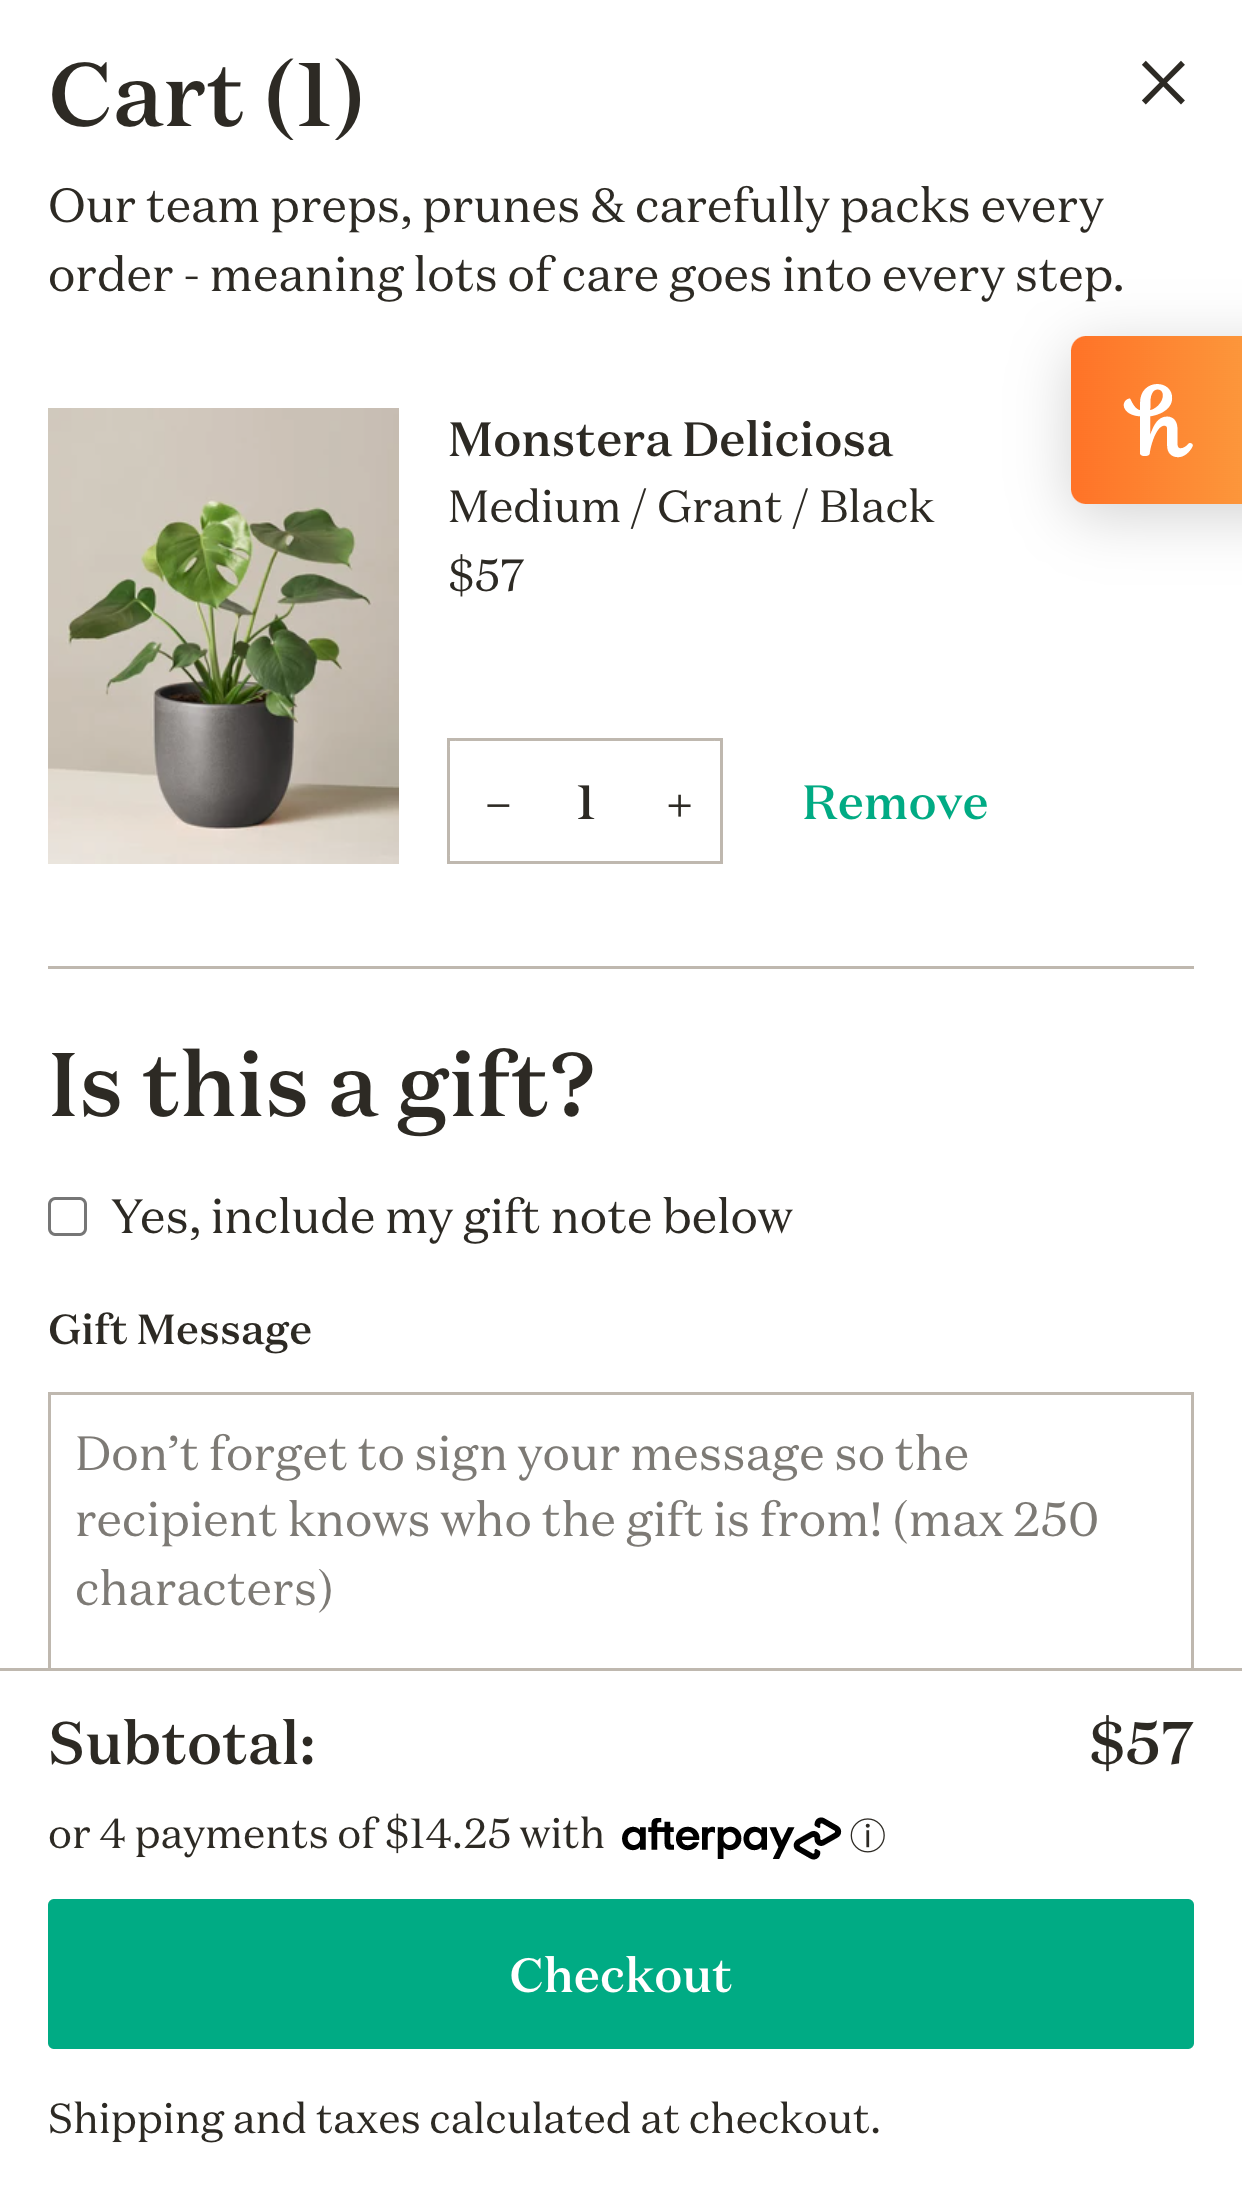 Cart (1)
Our team preps, prunes & carefully packs every
order - meaning lots of care goes into every step.
h
Monstera Deliciosa
Medium / Grant / Black
$57
− 1 + Remove
Is this a gift?
Yes, include my gift note below
Gift Message
Don’t forget to sign your message so the
recipient knows who the gift is from! (max 250
characters)
Subtotal: $57
or 4 payments of $14.25 with afterpay ⓘ
Checkout
Shipping and taxes calculated at checkout.